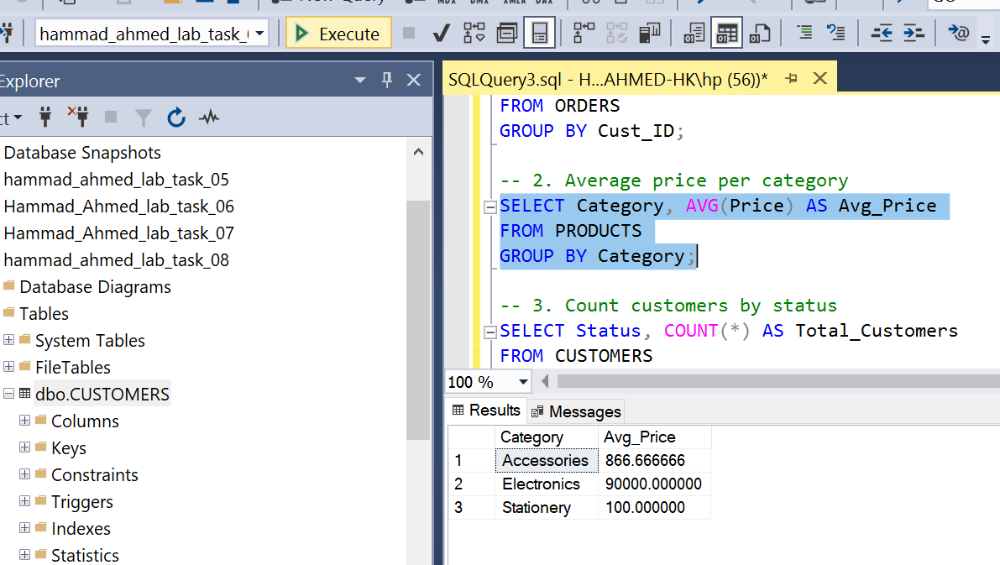 hammad_ahmed_lab_task_(
Execute
Explorer
ct
Database Snapshots
hammad_ahmed_lab_task_05
Hammad_Ahmed_lab_task_06
Hammad_Ahmed_lab_task_07
hammad_ahmed_lab_task_08
Database Diagrams
Tables
System Tables
FileTables
dbo.CUSTOMERS
Columns
Keys
Constraints
Triggers
Indexes
Statistics
SQLQuery3.sql - H...AHMED-HK\hp (56))*
FROM ORDERS
GROUP BY Cust_ID;
-- 2. Average price per category
SELECT Category, AVG(Price) AS Avg_Price
FROM PRODUCTS
GROUP BY Category;
-- 3. Count customers by status
SELECT Status, COUNT(*) AS Total_Customers
FROM CUSTOMERS
100 %
Results Messages
Category Avg_Price
1 Accessories 866.666666
2 Electronics 90000.000000
3 Stationery 100.000000